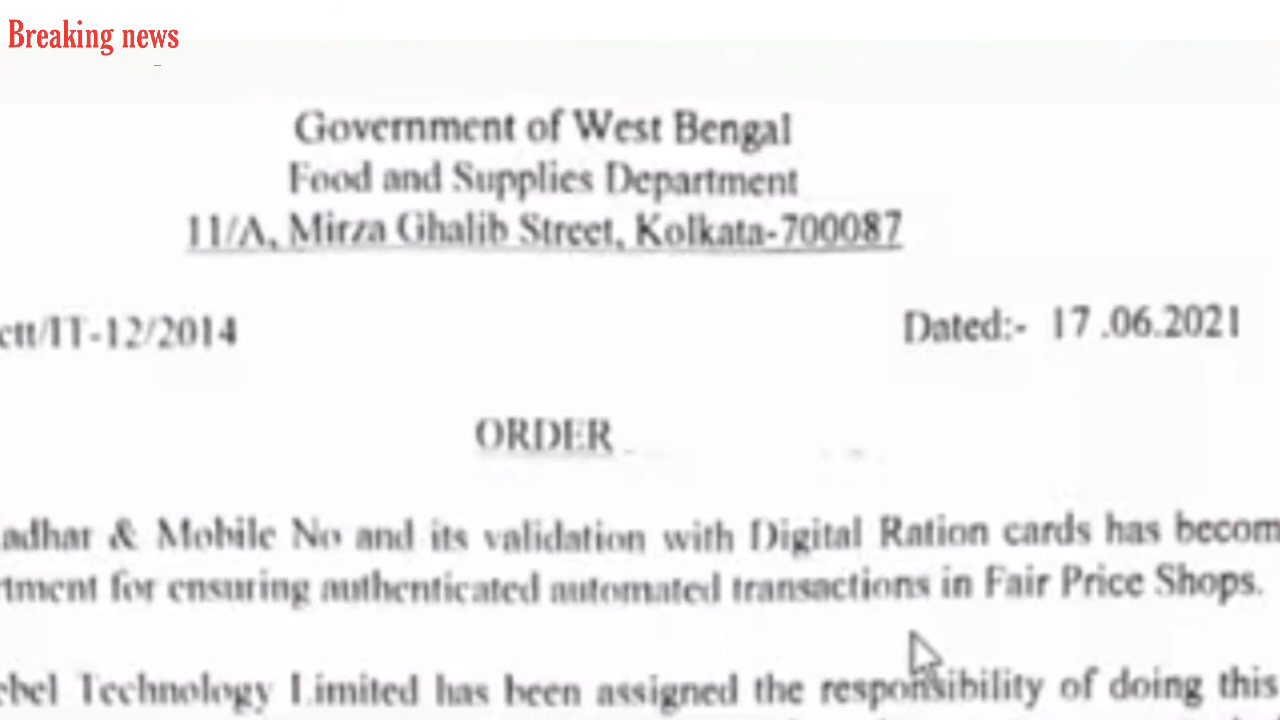 Breaking news
Government of West Bengal
Food and Supplies Department
11/A, Mirza Ghalib Street, Kolkata-700087
ctt/IT-12/2014
Dated:- 17 .06.2021
ORDER
adhar & Mobile No and its validation with Digital Ration cards has becom
rtment for ensuring authenticated automated transactions in Fair Price Shops.
ebel Technology Limited has been assigned the responsibility of doing this